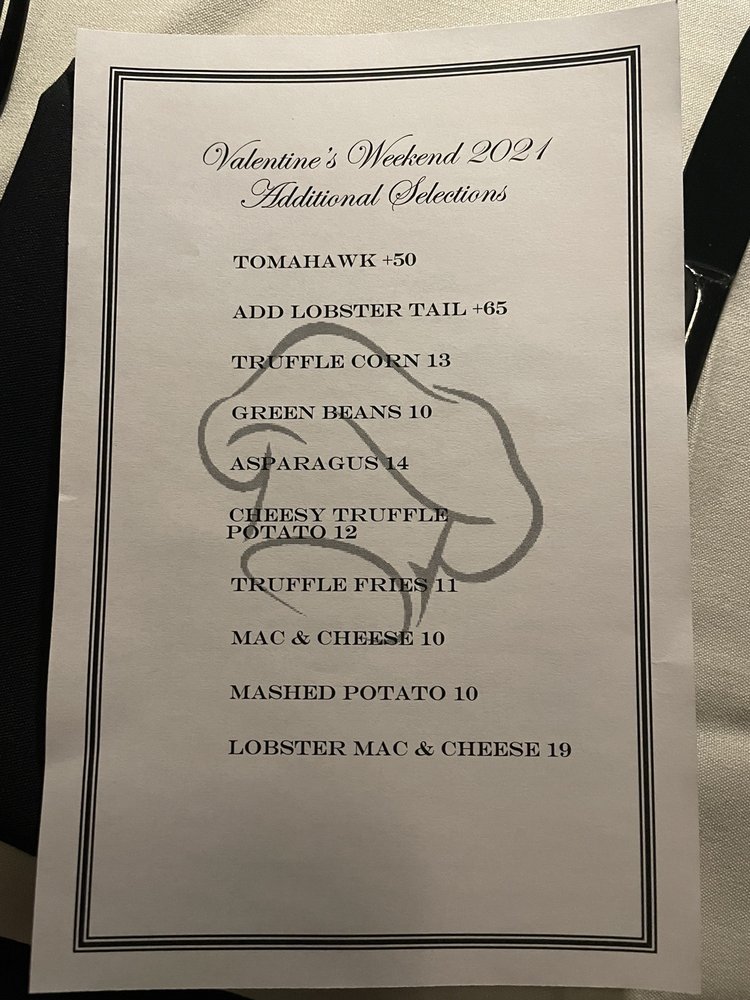 Valentine's Weekend 2021
Additional Selections
TOMAHAWK +50
ADD LOBSTER TAIL +65
TRUFFLE CORN 13
GREEN BEANS 10
ASPARAGUS 14
CHEESY TRUFFLE
POTATO 12
TRUFFLE FRIES 11
MAC & CHEESE 10
MASHED POTATO 10
LOBSTER MAC & CHEESE 19